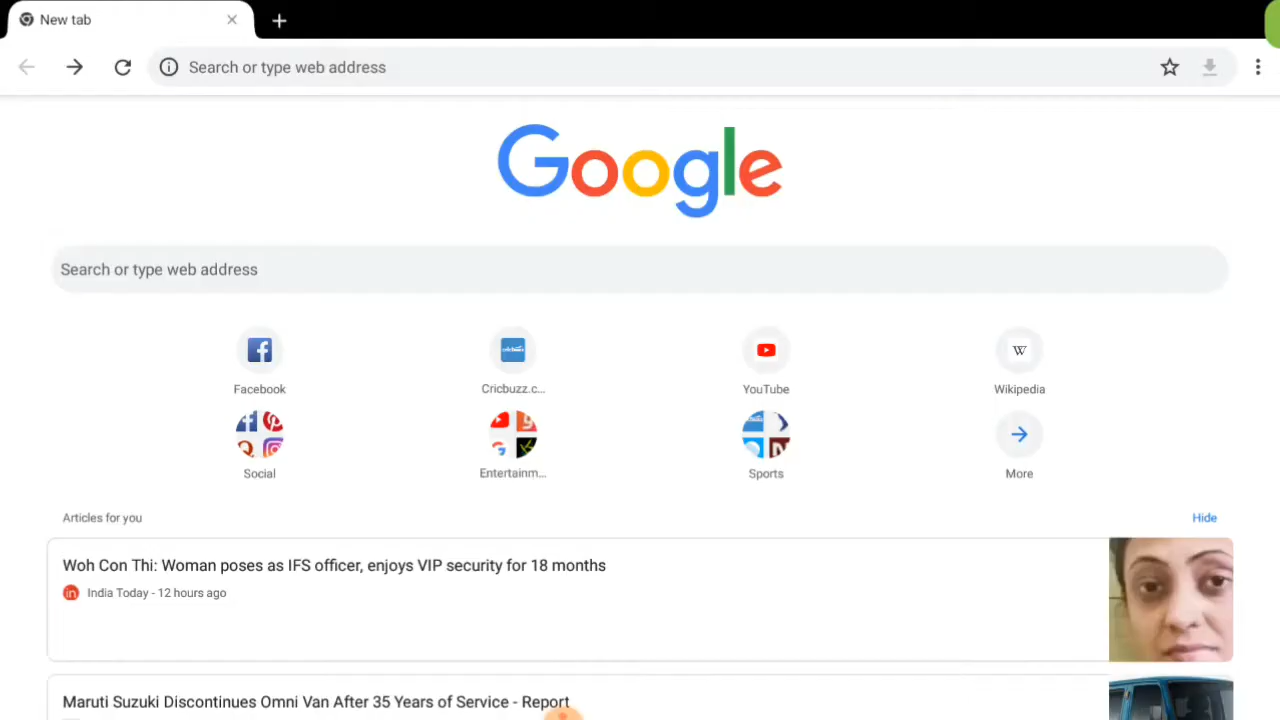 New tab
Search or type web address
Google
Search or type web address
Facebook
Cricbuzz.c...
YouTube
W
Wikipedia
Social
Entertainm...
Sports
More
Articles for you
Hide
Woh Con Thi: Woman poses as IFS officer, enjoys VIP security for 18 months
India Today - 12 hours ago
Maruti Suzuki Discontinues Omni Van After 35 Years of Service - Report